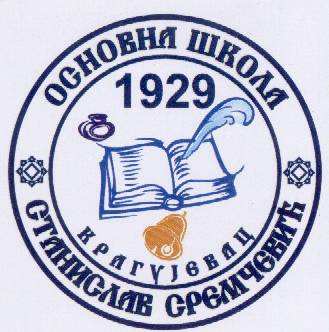 ОСНОВНА ШКОЛА
1929
КРАГУЈЕВАЦ
СТАНИСЛАВ СРЕМЧЕВИЋ